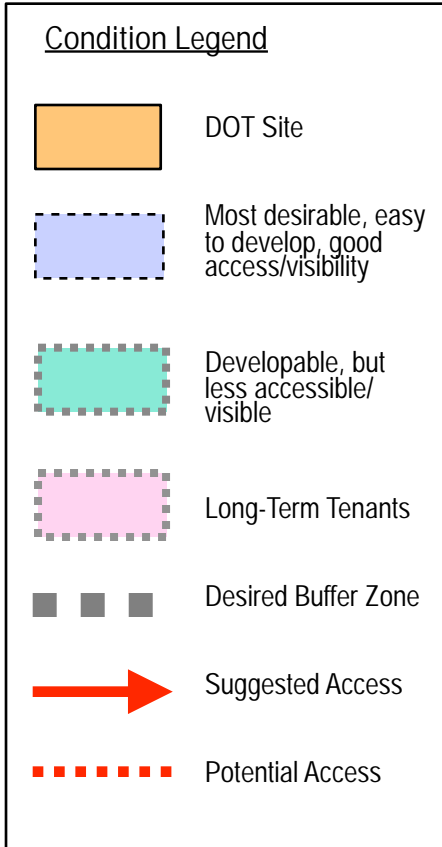 Condition Legend
DOT Site
Most desirable, easy
to develop, good
access/visibility
Developable, but
less accessible/
visible
Long-Term Tenants
Desired Buffer Zone
Suggested Access
Potential Access